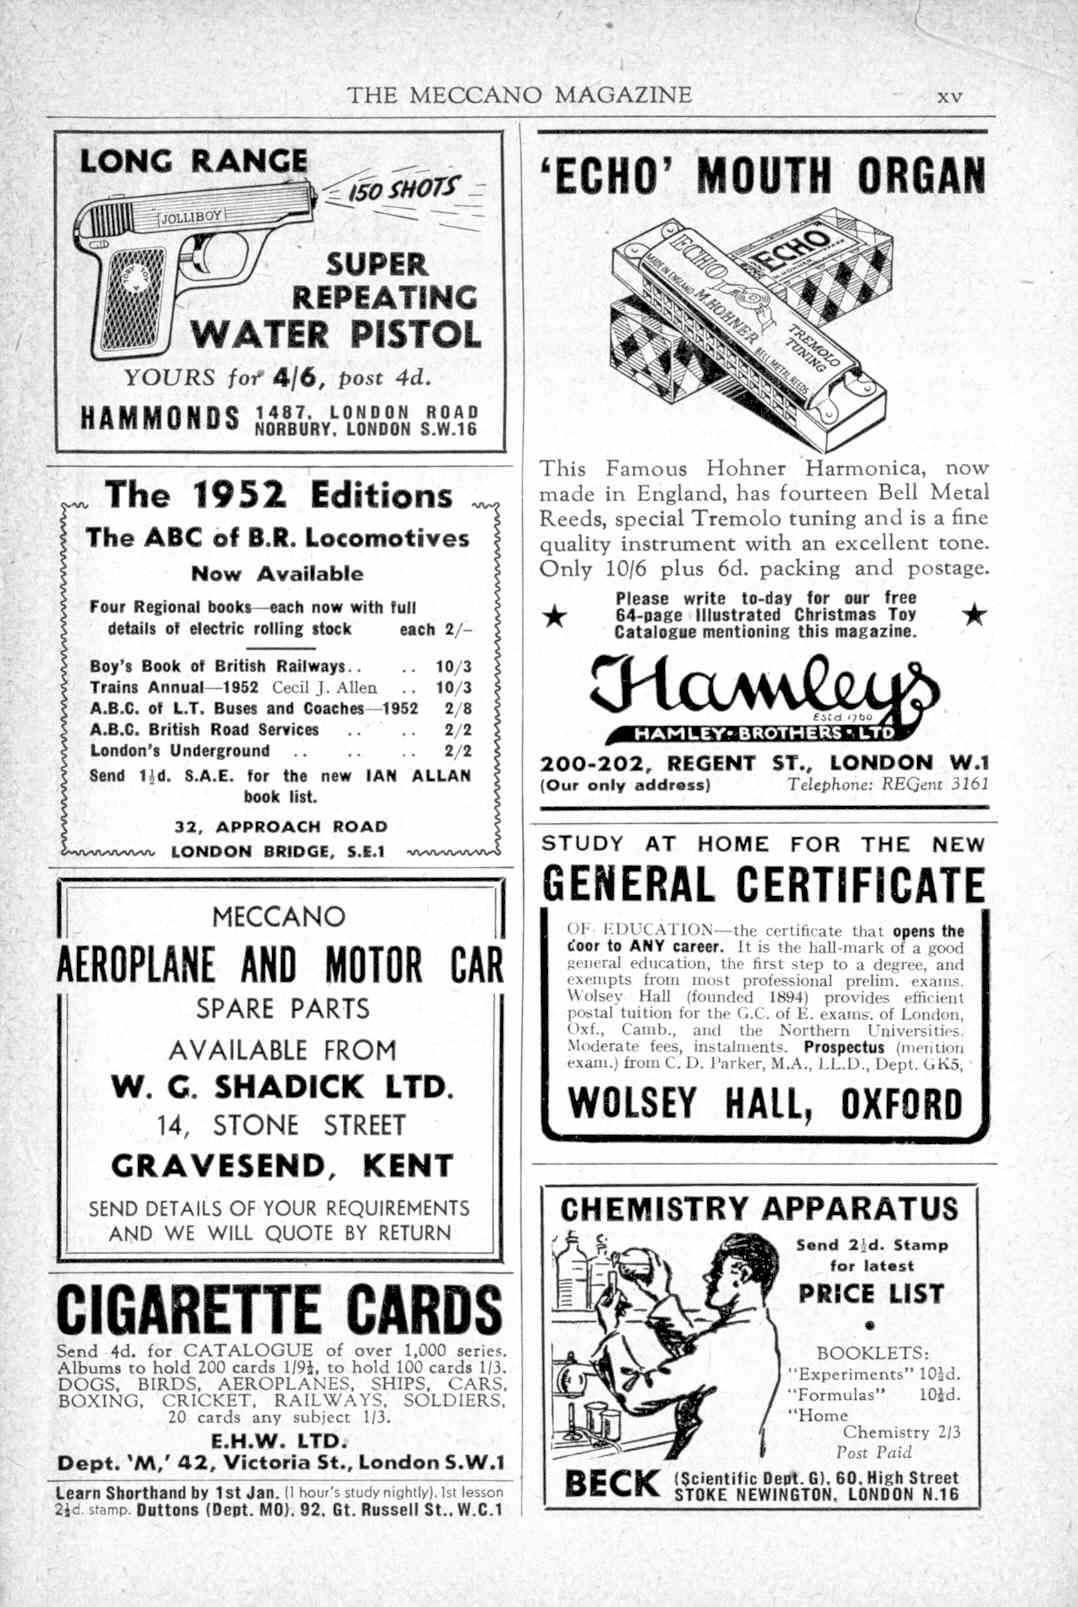 THE MECCANO MAGAZINE xv
LONG RANGE
150 SHOTS
JOLLIBOY
SUPER
REPEATING
WATER PISTOL
YOURS for 4/6, post 4d.
HAMMONDS 1487, LONDON ROAD
NORBURY, LONDON S.W.16
The 1952 Editions
The ABC of B.R. Locomotives
Now Available
Four Regional books—each now with full
details of electric rolling stock each 2/-
Boy's Book of British Railways.. .. 10/3
Trains Annual—1952 Cecil J. Allen .. 10/3
A.B.C. of L.T. Buses and Coaches—1952 2/8
A.B.C. British Road Services .. .. 2/2
London's Underground .. .. .. 2/2
Send 1½d. S.A.E. for the new IAN ALLAN
book list.
32, APPROACH ROAD
LONDON BRIDGE, S.E.1
MECCANO
AEROPLANE AND MOTOR CAR
SPARE PARTS
AVAILABLE FROM
W. G. SHADICK LTD.
14, STONE STREET
GRAVESEND, KENT
SEND DETAILS OF YOUR REQUIREMENTS
AND WE WILL QUOTE BY RETURN
CIGARETTE CARDS
Send 4d. for CATALOGUE of over 1,000 series.
Albums to hold 200 cards 1/9½, to hold 100 cards 1/3.
DOGS, BIRDS, AEROPLANES, SHIPS, CARS,
BOXING, CRICKET, RAILWAYS, SOLDIERS,
20 cards any subject 1/3.
E.H.W. LTD.
Dept. 'M,' 42, Victoria St., London S.W.1
Learn Shorthand by 1st Jan. (1 hour's study nightly). 1st lesson
2½d. stamp. Duttons (Dept. MO), 92, Gt. Russell St., W.C.1
'ECHO' MOUTH ORGAN
"ECHO"
ECHO
MADE IN ENGLAND M. HOHNER
TREMOLO
TUNING
BELL METAL REEDS
This Famous Hohner Harmonica, now
made in England, has fourteen Bell Metal
Reeds, special Tremolo tuning and is a fine
quality instrument with an excellent tone.
Only 10/6 plus 6d. packing and postage.
Please write to-day for our free
64-page Illustrated Christmas Toy
Catalogue mentioning this magazine.
Hamleys
Estd 1760
HAMLEY·BROTHERS·LTD
200-202, REGENT ST., LONDON W.1
(Our only address) Telephone: REGent 3161
STUDY AT HOME FOR THE NEW
GENERAL CERTIFICATE
OF EDUCATION—the certificate that opens the
door to ANY career. It is the hall-mark of a good
general education, the first step to a degree, and
exempts from most professional prelim. exams.
Wolsey Hall (founded 1894) provides efficient
postal tuition for the G.C. of E. exams. of London,
Oxf., Camb., and the Northern Universities.
Moderate fees, instalments. Prospectus (mention
exam.) from C. D. Parker, M.A., LL.D., Dept. GK5,
WOLSEY HALL, OXFORD
CHEMISTRY APPARATUS
Send 2½d. Stamp
for latest
PRICE LIST
•
BOOKLETS:
"Experiments" 10½d.
"Formulas" 10½d.
"Home
Chemistry 2/3
Post Paid
BECK (Scientific Dept. G), 60, High Street
STOKE NEWINGTON, LONDON N.16